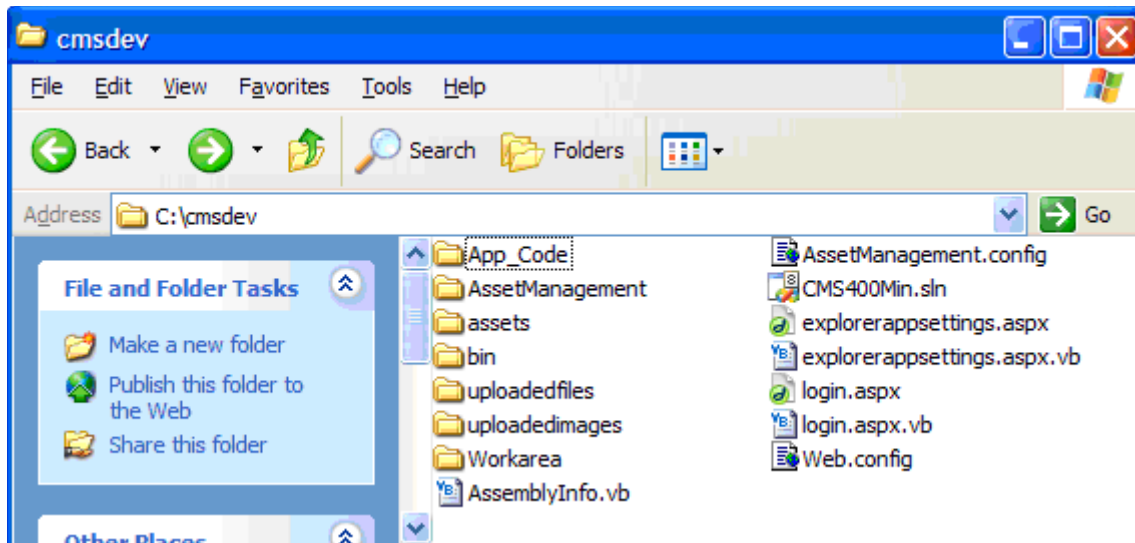 cmsdev
File Edit View Favorites Tools Help
Back Search Folders
Address C:\cmsdev Go
File and Folder Tasks
Make a new folder
Publish this folder to
the Web
Share this folder
Other Places
App_Code
AssetManagement
assets
bin
uploadedfiles
uploadedimages
Workarea
AssemblyInfo.vb
AssetManagement.config
CMS400Min.sln
explorerappsettings.aspx
explorerappsettings.aspx.vb
login.aspx
login.aspx.vb
Web.config